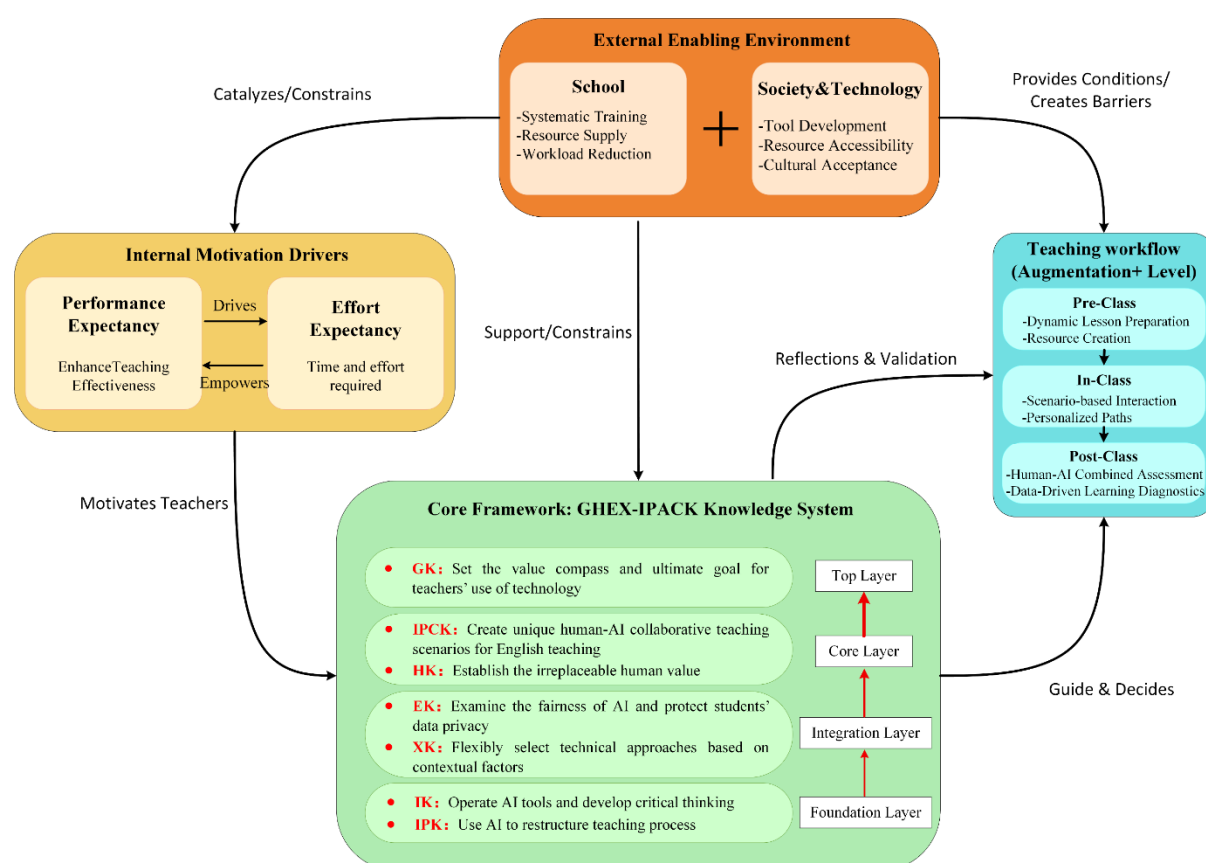 External Enabling Environment
School
-Systematic Training
-Resource Supply
-Workload Reduction
+
Society&Technology
-Tool Development
-Resource Accessibility
-Cultural Acceptance
Catalyzes/Constrains
Provides Conditions/
Creates Barriers
Internal Motivation Drivers
Performance
Expectancy
EnhanceTeaching
Effectiveness
Drives
Empowers
Effort
Expectancy
Time and effort
required
Support/Constrains
Teaching workflow
(Augmentation+ Level)
Pre-Class
-Dynamic Lesson Preparation
-Resource Creation
In-Class
-Scenario-based Interaction
-Personalized Paths
Post-Class
-Human-AI Combined Assessment
-Data-Driven Learning Diagnostics
Reflections & Validation
Motivates Teachers
Guide & Decides
Core Framework: GHEX-IPACK Knowledge System
• GK：Set the value compass and ultimate goal for
teachers’ use of technology
• IPCK：Create unique human-AI collaborative teaching
scenarios for English teaching
• HK：Establish the irreplaceable human value
• EK：Examine the fairness of AI and protect students’
data privacy
• XK：Flexibly select technical approaches based on
contextual factors
• IK：Operate AI tools and develop critical thinking
• IPK：Use AI to restructure teaching process
Top Layer
Core Layer
Integration Layer
Foundation Layer